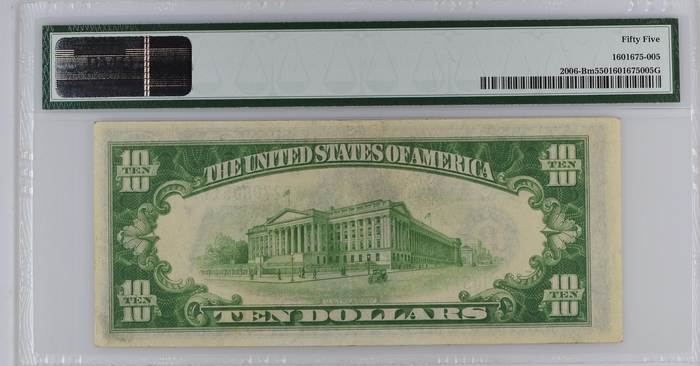 Fifty Five
1601675-005
2006-Bm5501601675005G
THE UNITED STATES OF AMERICA
10 10
TEN TEN
10 10
TEN TEN
TEN DOLLARS